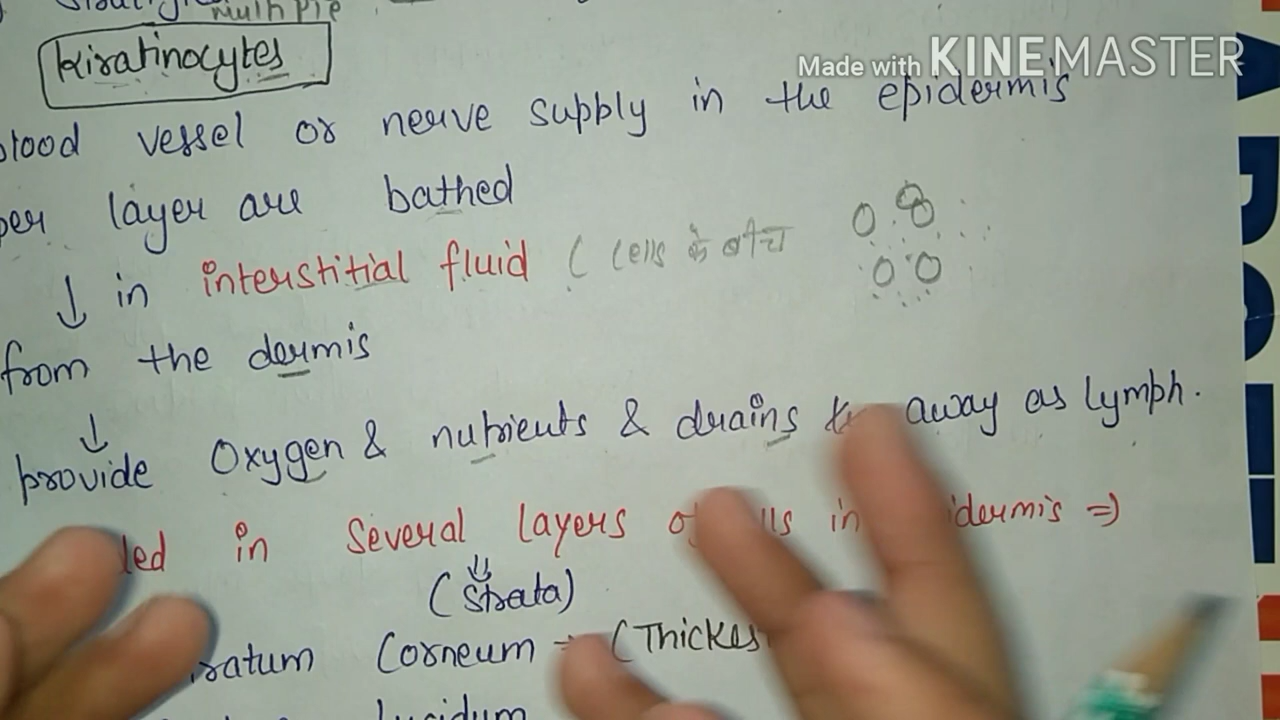 Multiple
Made with KINEMASTER
Kiratinocytes
blood vessel or nerve supply in the epidermis
per layer are bathed
↓ in interstitial fluid ( Cells के बीच
from the dermis
↓
provide Oxygen & nutrients & drains away as lymph.
led in Several layers in idermis ⇒
(Strata)
ratum Corneum (Thickes
lucidum